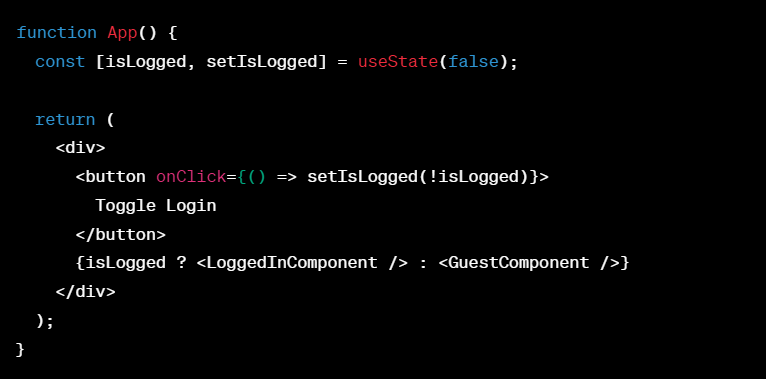 function App() {
  const [isLogged, setIsLogged] = useState(false);

  return (
    <div>
      <button onClick={() => setIsLogged(!isLogged)}>
        Toggle Login
      </button>
      {isLogged ? <LoggedInComponent /> : <GuestComponent />}
    </div>
  );
}